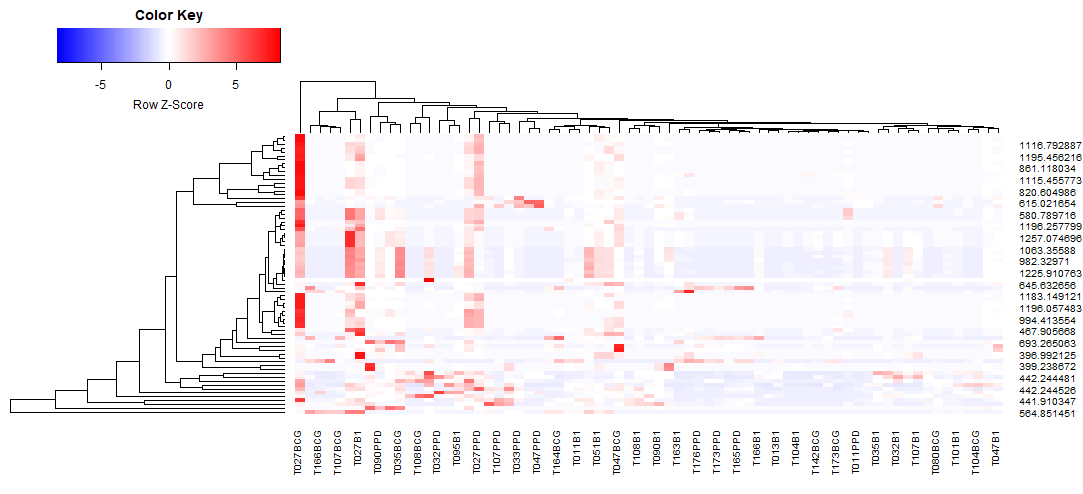 Color Key
-5 0 5
Row Z-Score
1116.792887
1195.456216
861.118034
1115.455773
820.604986
615.021654
580.789716
1196.257799
1257.074696
1063.35588
982.32971
1225.910763
645.632656
1183.149121
1196.057483
994.413554
467.905668
693.265063
396.992125
399.238672
442.244481
442.244526
441.910347
564.851451
T027BCG
T166BCG
T107BCG
T027B1
T090PPD
T035BCG
T108BCG
T032PPD
T095B1
T027PPD
T107PPD
T033PPD
T047PPD
T164BCG
T011B1
T051B1
T047BCG
T108B1
T090B1
T163B1
T176PPD
T173PPD
T165PPD
T166B1
T013B1
T104B1
T142BCG
T173BCG
T011PPD
T035B1
T032B1
T107B1
T080BCG
T101B1
T104BCG
T047B1